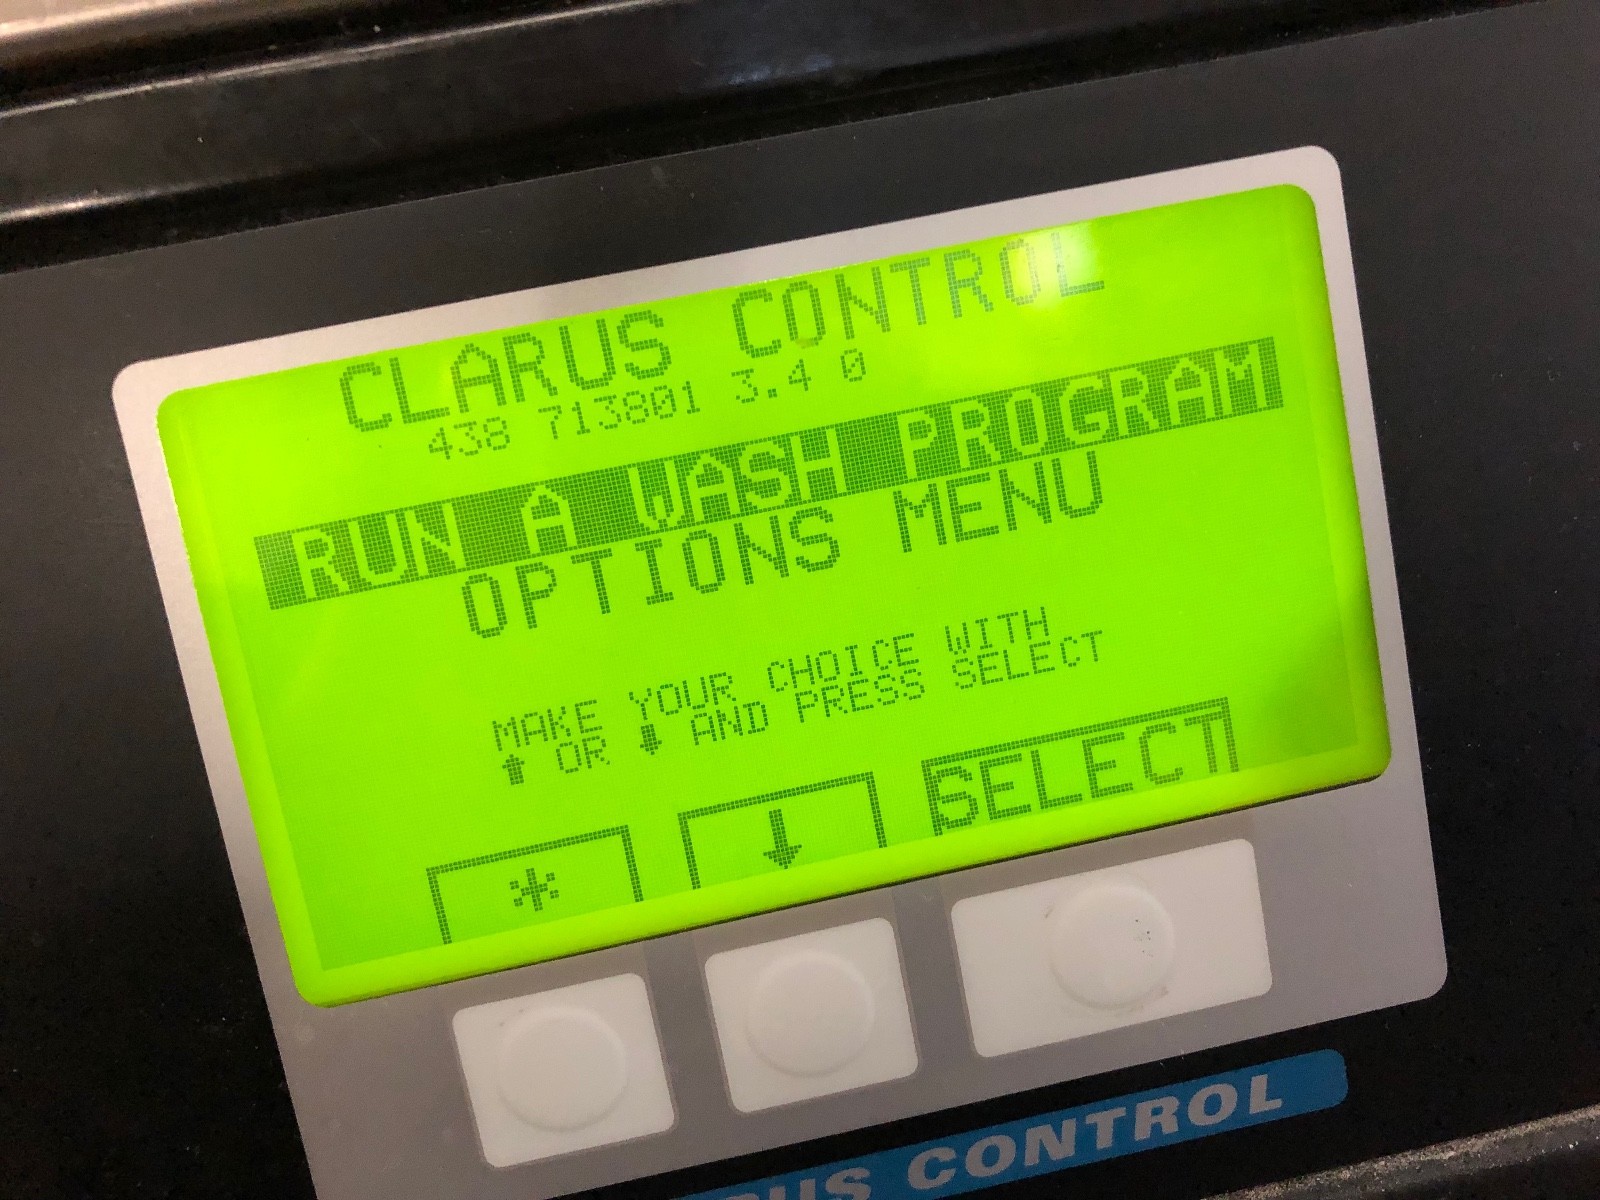 CLARUS CONTROL
438 713801 3.4 0
RUN A WASH PROGRAM
OPTIONS MENU
MAKE YOUR CHOICE WITH
⬆ OR ⬇ AND PRESS SELECT
* ↓ SELECT
US CONTROL